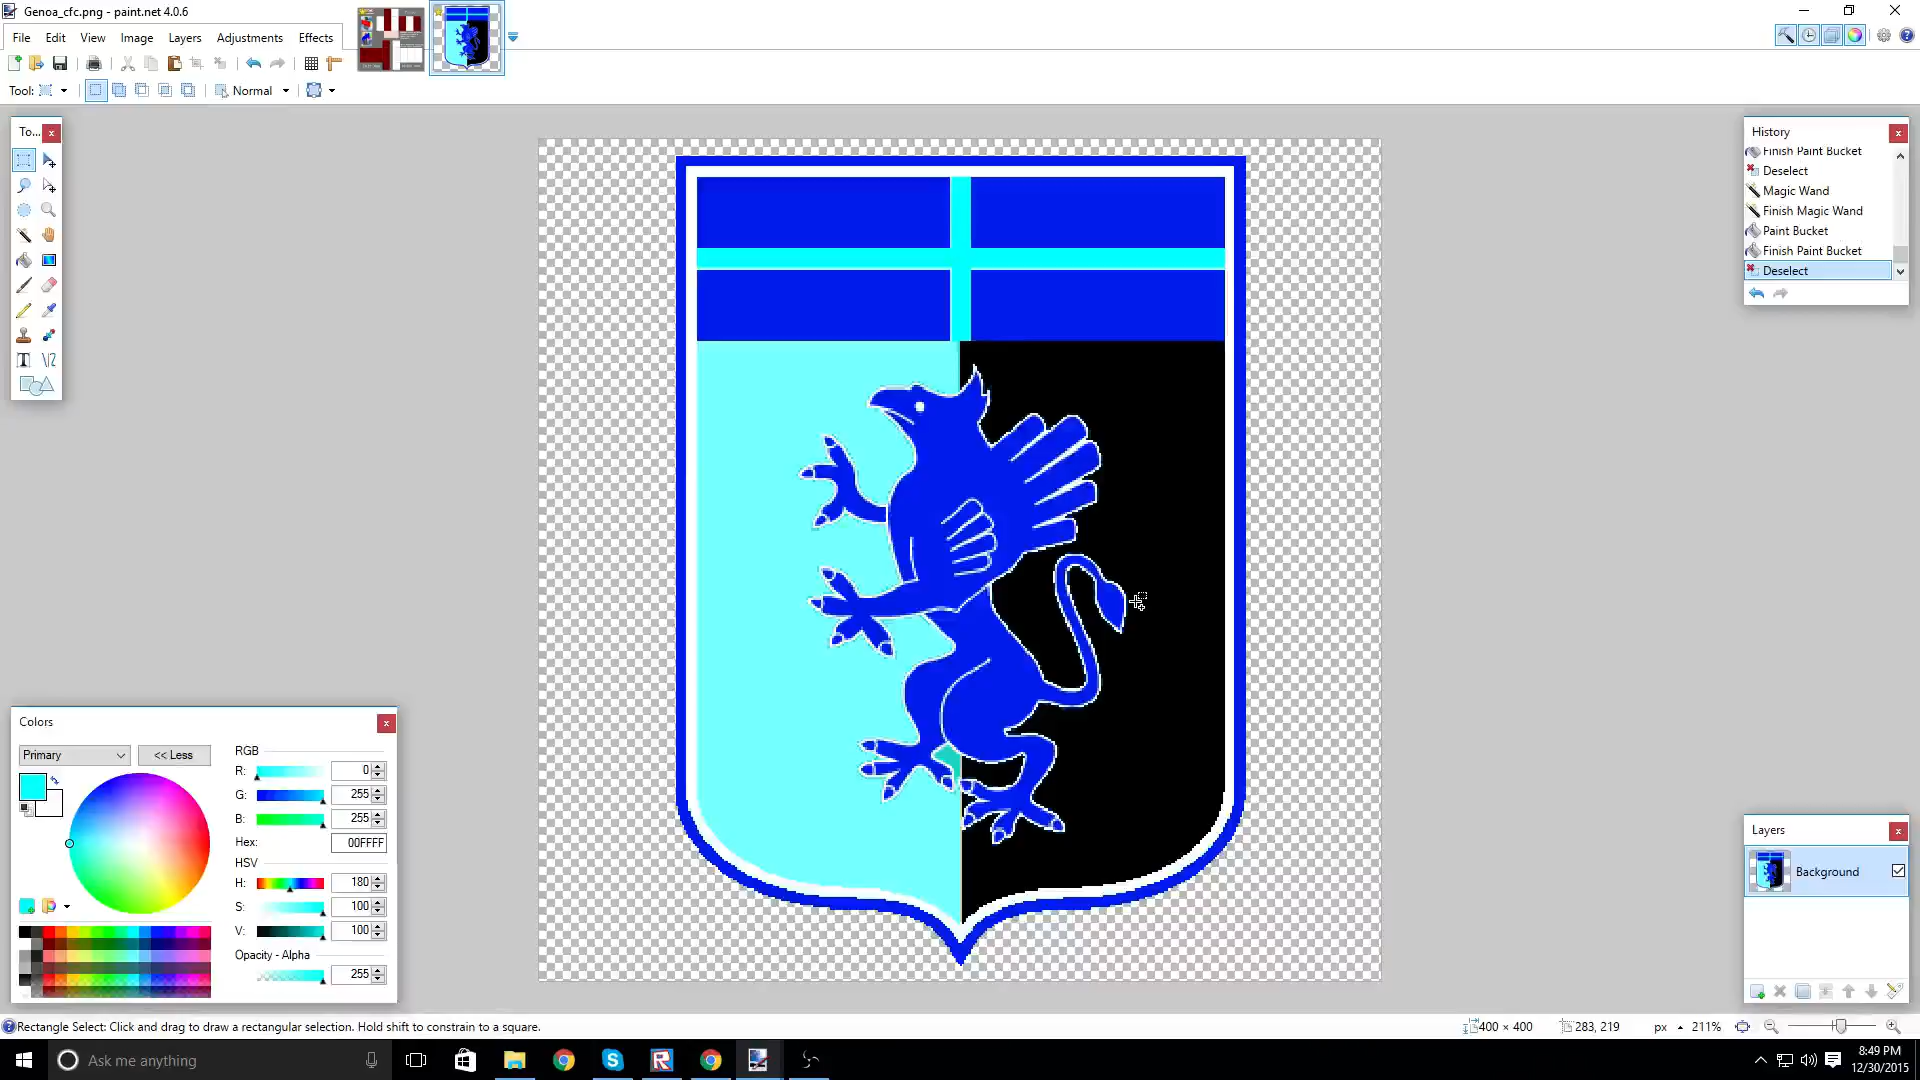 Genoa_cfc.png - paint.net 4.0.6
File Edit View Image Layers Adjustments Effects
Tool: Normal
To...
History
Finish Paint Bucket
Deselect
Magic Wand
Finish Magic Wand
Paint Bucket
Finish Paint Bucket
Deselect
Colors
Primary
<< Less
RGB
R: 0
G: 255
B: 255
Hex: 00FFFF
HSV
H: 180
S: 100
V: 100
Opacity - Alpha
255
Layers
Background
Rectangle Select: Click and drag to draw a rectangular selection. Hold shift to constrain to a square.
400 × 400
283, 219
px
211%
Ask me anything
8:49 PM
12/30/2015